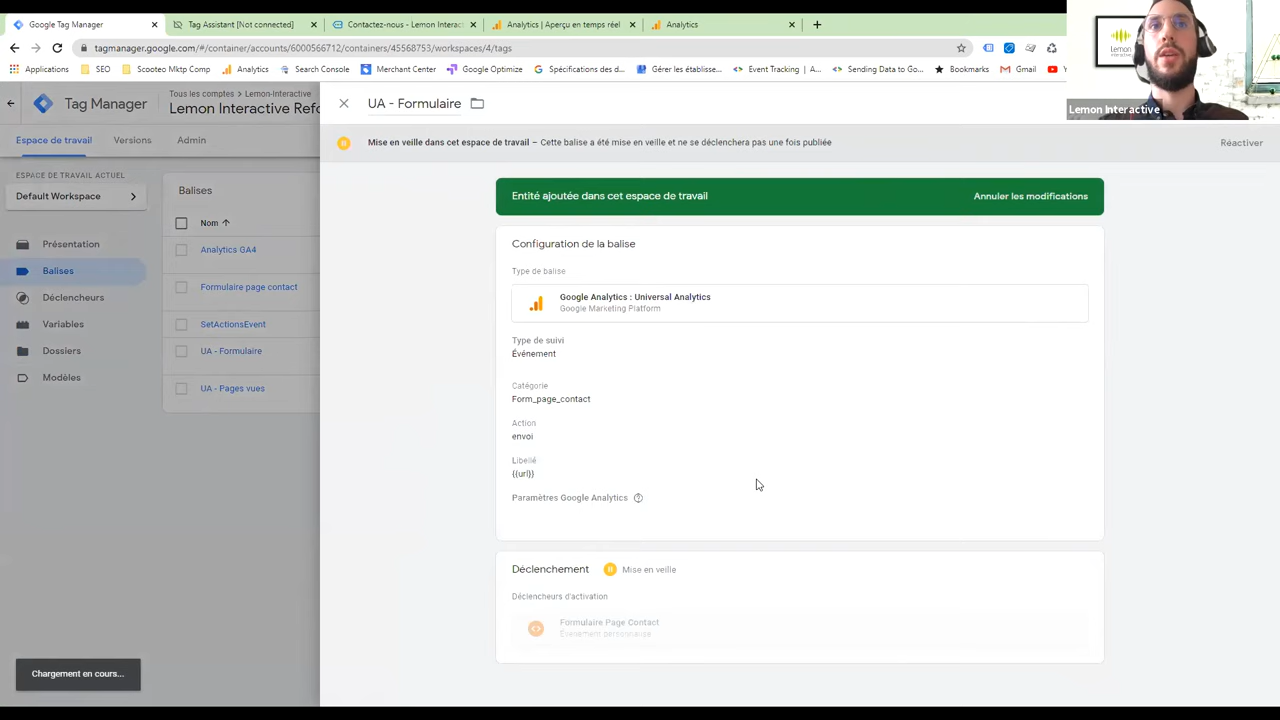 Google Tag Manager
Tag Assistant [Not connected]
Contactez-nous - Lemon Interac
Analytics | Aperçu en temps réel
Analytics
tagmanager.google.com/#/container/accounts/6000566712/containers/45568753/workspaces/4/tags
Applications
SEO
Scooteo Mktp Comp
Analytics
Search Console
Merchant Center
Google Optimize
Spécifications des d...
Gérer les établisse...
Event Tracking | A...
Sending Data to Go...
Bookmarks
Gmail
Lemon
Lemon Interactive
Tag Manager
Tous les comptes > Lemon-Interactive
Lemon Interactive Refo
Espace de travail
Versions
Admin
ESPACE DE TRAVAIL ACTUEL
Default Workspace
Présentation
Balises
Déclencheurs
Variables
Dossiers
Modèles
Balises
Nom
Analytics GA4
Formulaire page contact
SetActionsEvent
UA - Formulaire
UA - Pages vues
UA - Formulaire
Mise en veille dans cet espace de travail – Cette balise a été mise en veille et ne se déclenchera pas une fois publiée
Réactiver
Entité ajoutée dans cet espace de travail
Annuler les modifications
Configuration de la balise
Type de balise
Google Analytics : Universal Analytics
Google Marketing Platform
Type de suivi
Événement
Catégorie
Form_page_contact
Action
envoi
Libellé
{{url}}
Paramètres Google Analytics
Déclenchement
Mise en veille
Déclencheurs d'activation
Formulaire Page Contact
Événement personnalisé
Chargement en cours...